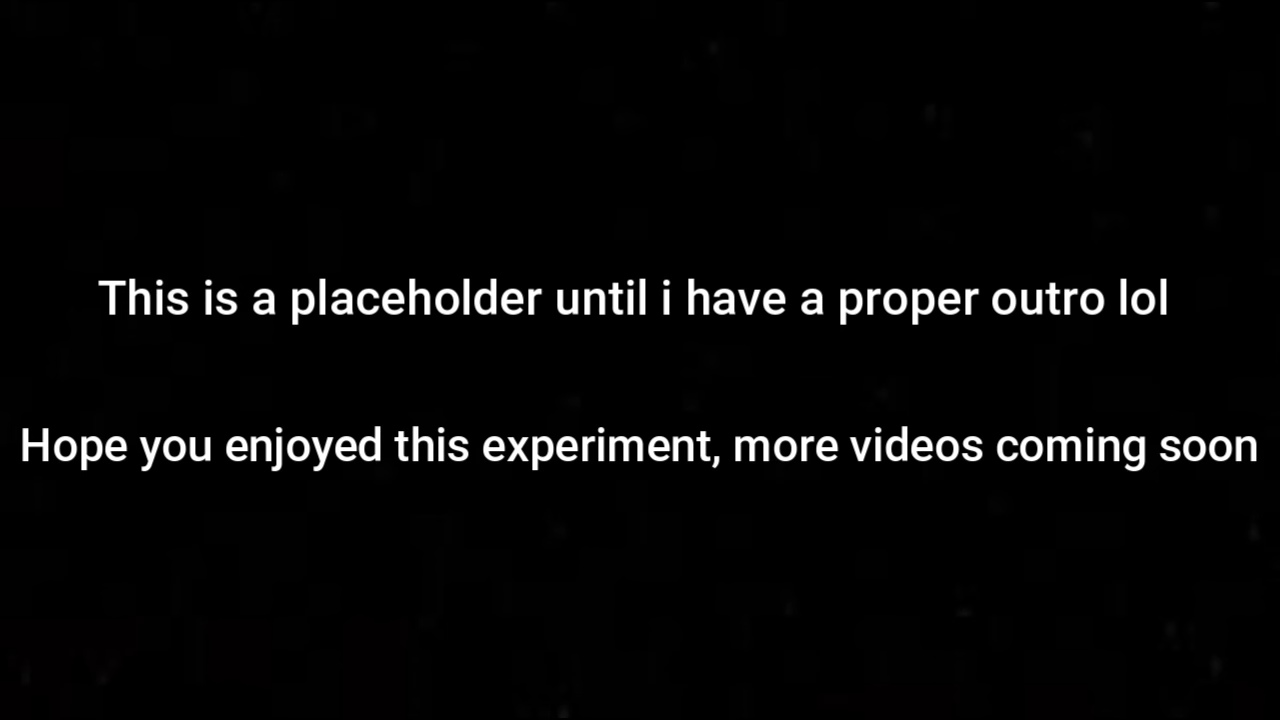 This is a placeholder until i have a proper outro lol
Hope you enjoyed this experiment, more videos coming soon